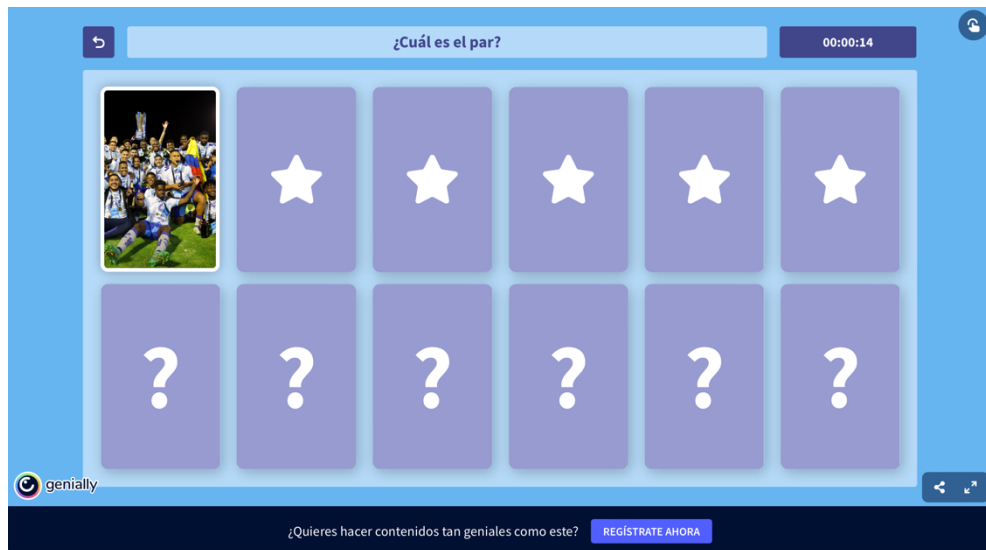 ¿Cuál es el par?
00:00:14
? ? ? ? ? ?
genially
¿Quieres hacer contenidos tan geniales como este?
REGÍSTRATE AHORA